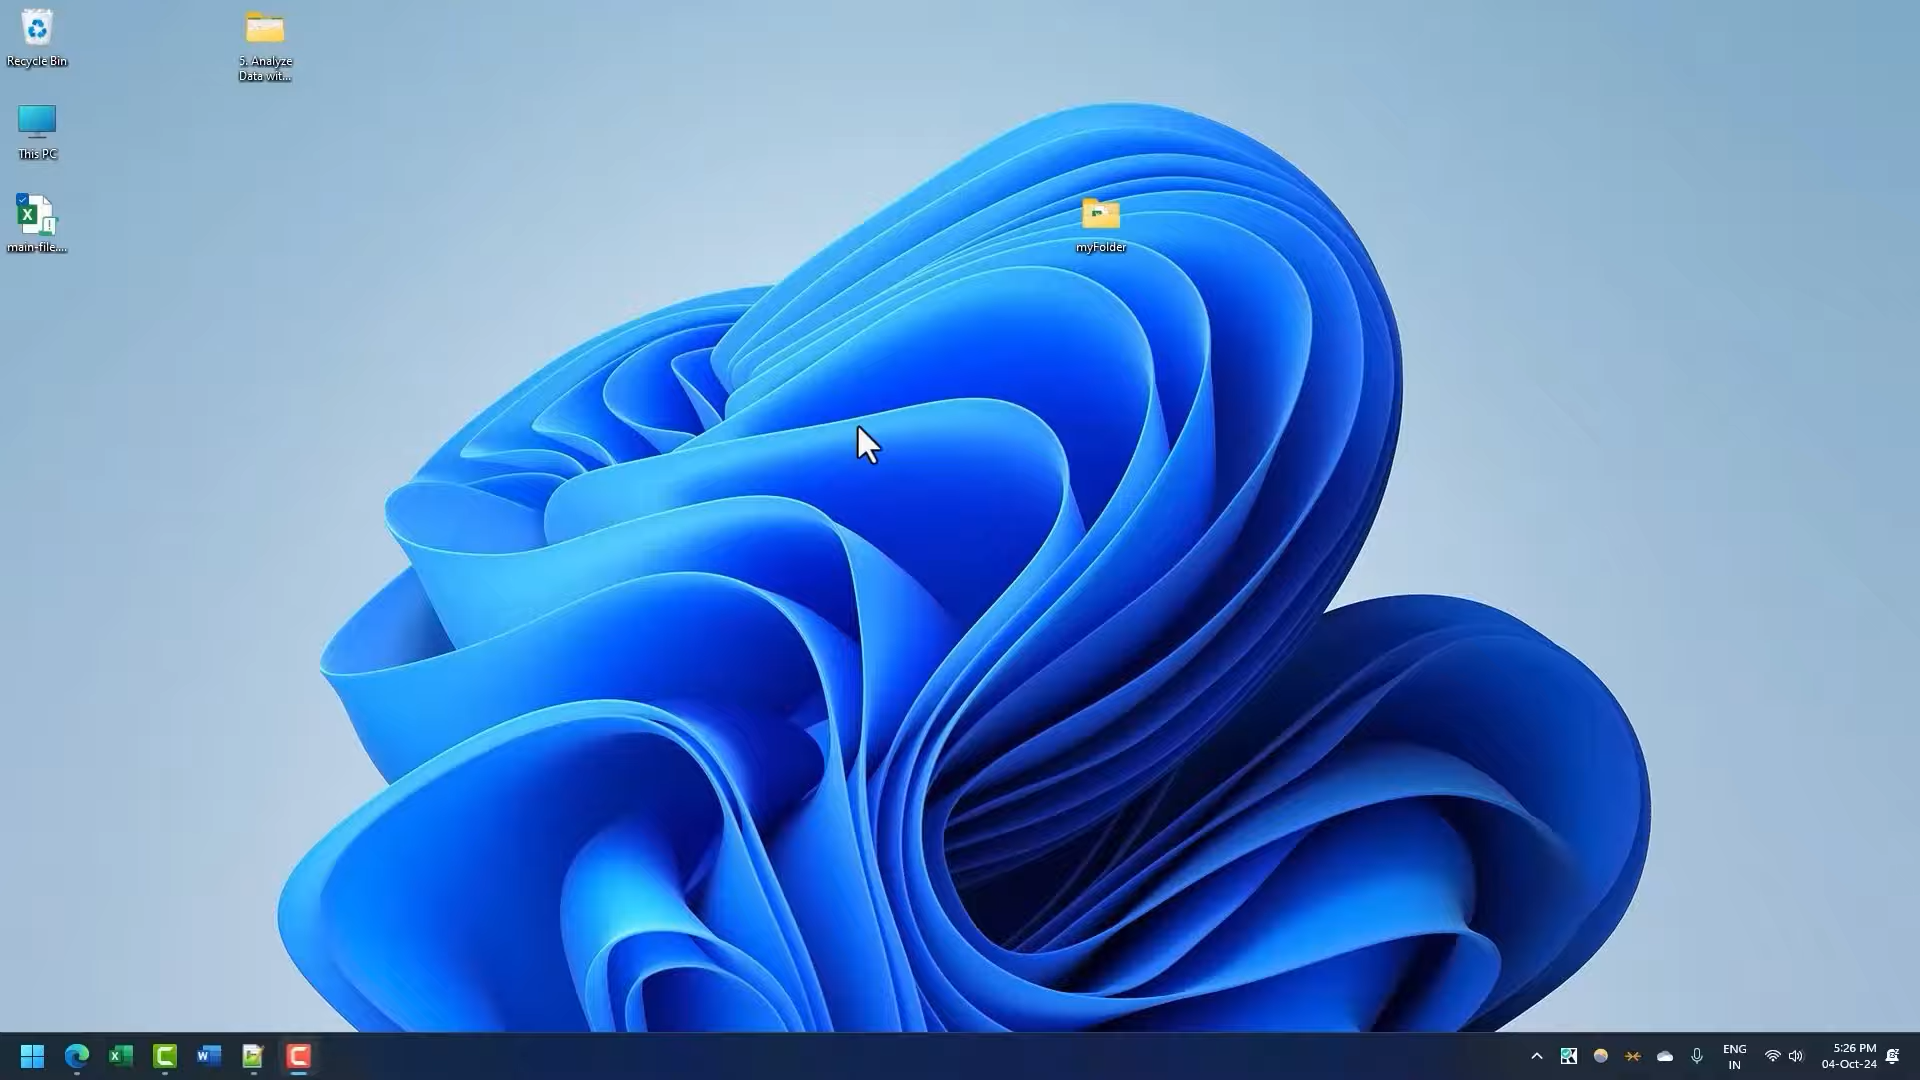 Recycle Bin
5. Analyze
Data wit...
This PC
main-file....
myFolder
ENG
IN
5:26 PM
04-Oct-24